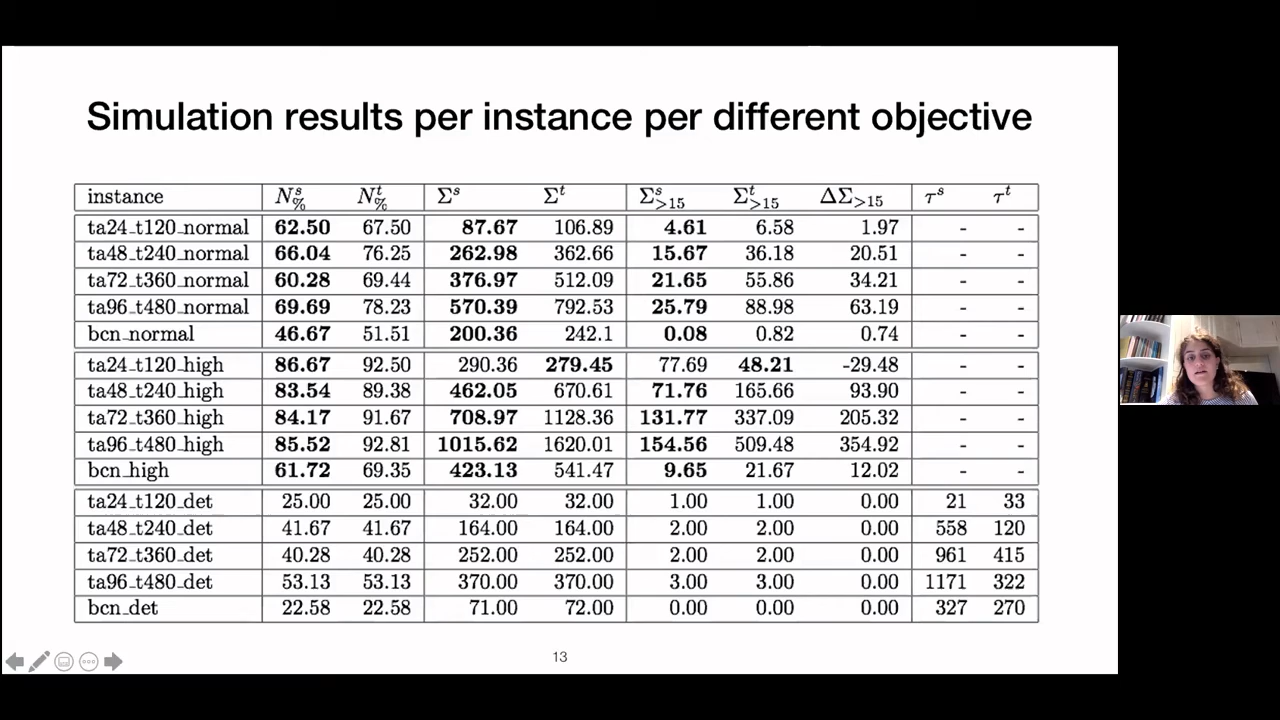 Simulation results per instance per different objective
instance N^s_% N^t_% Σ^s Σ^t Σ^s_>15 Σ^t_>15 ΔΣ_>15 τ^s τ^t
ta24_t120_normal 62.50 67.50 87.67 106.89 4.61 6.58 1.97 - -
ta48_t240_normal 66.04 76.25 262.98 362.66 15.67 36.18 20.51 - -
ta72_t360_normal 60.28 69.44 376.97 512.09 21.65 55.86 34.21 - -
ta96_t480_normal 69.69 78.23 570.39 792.53 25.79 88.98 63.19 - -
bcn_normal 46.67 51.51 200.36 242.1 0.08 0.82 0.74 - -
ta24_t120_high 86.67 92.50 290.36 279.45 77.69 48.21 -29.48 - -
ta48_t240_high 83.54 89.38 462.05 670.61 71.76 165.66 93.90 - -
ta72_t360_high 84.17 91.67 708.97 1128.36 131.77 337.09 205.32 - -
ta96_t480_high 85.52 92.81 1015.62 1620.01 154.56 509.48 354.92 - -
bcn_high 61.72 69.35 423.13 541.47 9.65 21.67 12.02 - -
ta24_t120_det 25.00 25.00 32.00 32.00 1.00 1.00 0.00 21 33
ta48_t240_det 41.67 41.67 164.00 164.00 2.00 2.00 0.00 558 120
ta72_t360_det 40.28 40.28 252.00 252.00 2.00 2.00 0.00 961 415
ta96_t480_det 53.13 53.13 370.00 370.00 3.00 3.00 0.00 1171 322
bcn_det 22.58 22.58 71.00 72.00 0.00 0.00 0.00 327 270
13